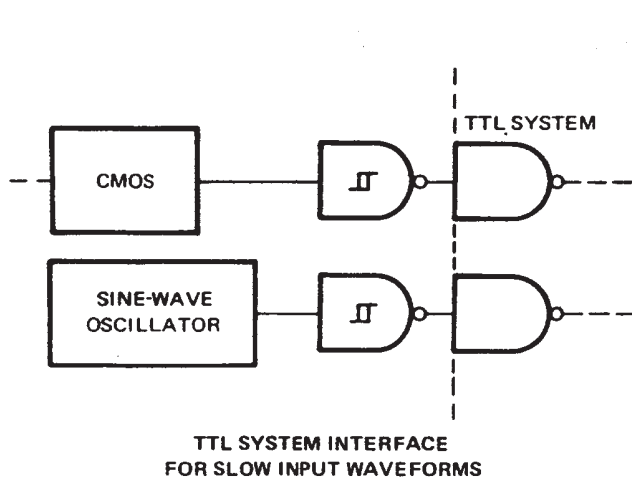 TTL SYSTEM
CMOS
SINE-WAVE
OSCILLATOR
TTL SYSTEM INTERFACE
FOR SLOW INPUT WAVEFORMS